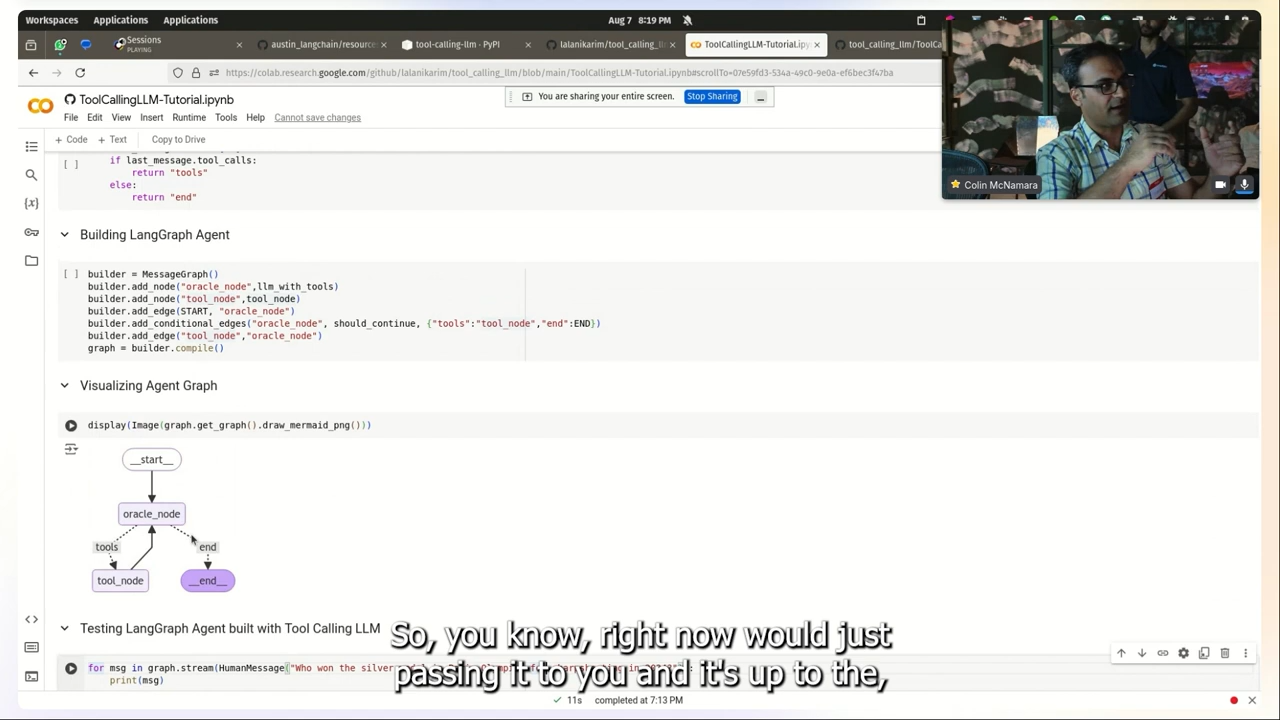 Workspaces Applications Applications Aug 7 8:19 PM
Sessions
PLAYING
austin_langchain/resource
tool-calling-llm · PyPI
lalanikarim/tool_calling_ll
ToolCallingLLM-Tutorial.ipy
tool_calling_llm/ToolCa
https://colab.research.google.com/github/lalanikarim/tool_calling_llm/blob/main/ToolCallingLLM-Tutorial.ipynb#scrollTo=07e59fd3-534a-49c0-9e0a-ef6bec3f47ba
You are sharing your entire screen. Stop Sharing
ToolCallingLLM-Tutorial.ipynb
File Edit View Insert Runtime Tools Help Cannot save changes
+ Code + Text Copy to Drive
Colin McNamara
[ ] if last_message.tool_calls:
return "tools"
else:
return "end"
Building LangGraph Agent
[ ] builder = MessageGraph()
builder.add_node("oracle_node",llm_with_tools)
builder.add_node("tool_node",tool_node)
builder.add_edge(START, "oracle_node")
builder.add_conditional_edges("oracle_node", should_continue, {"tools":"tool_node","end":END})
builder.add_edge("tool_node","oracle_node")
graph = builder.compile()
Visualizing Agent Graph
display(Image(graph.get_graph().draw_mermaid_png()))
__start__
oracle_node
tools end
tool_node __end__
Testing LangGraph Agent built with Tool Calling LLM
for msg in graph.stream(HumanMessage("Who won the silver
print(msg)
So, you know, right now would just
passing it to you and it's up to the,
11s completed at 7:13 PM